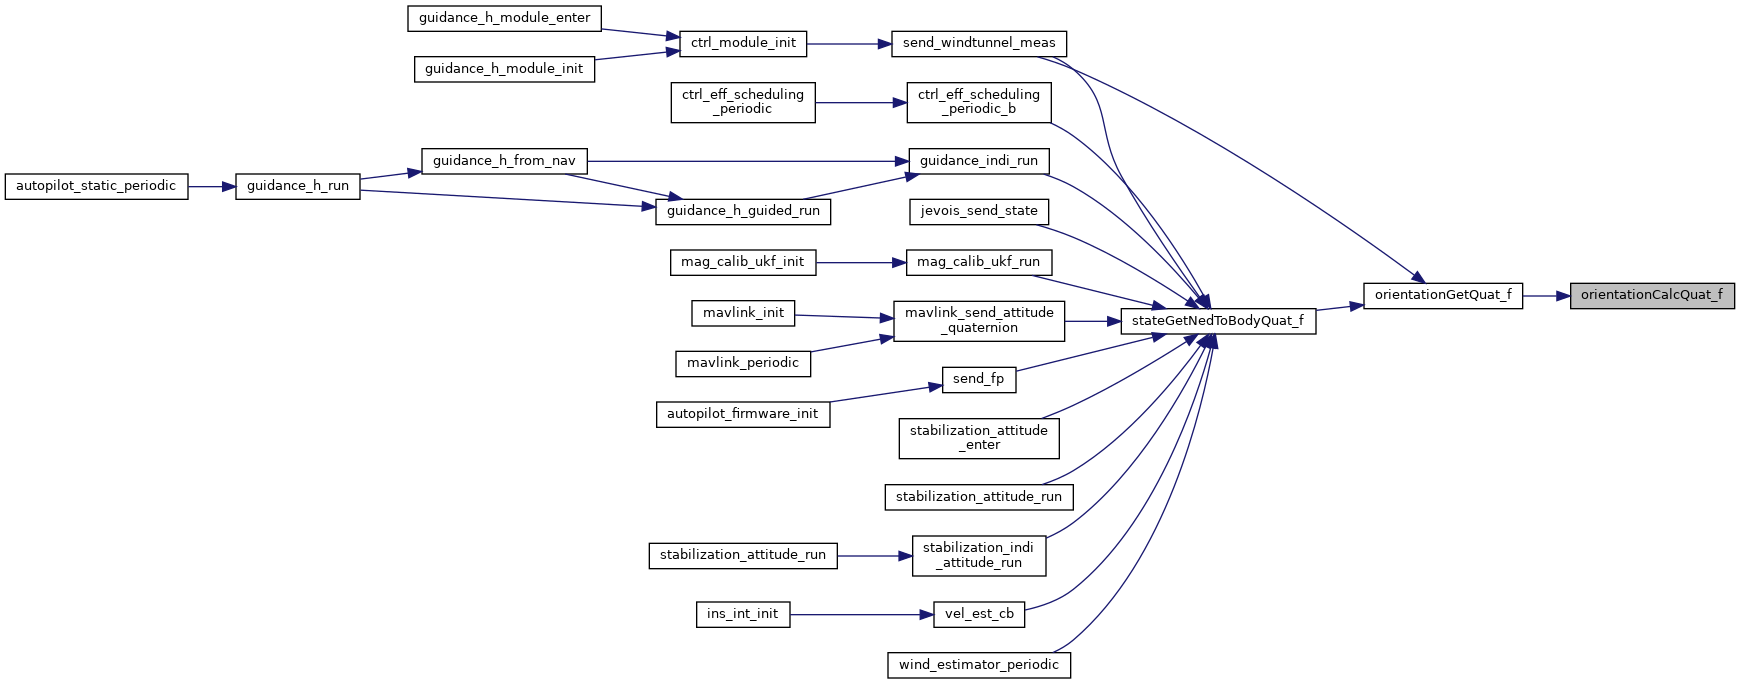 guidance_h_module_enter
ctrl_module_init
send_windtunnel_meas
guidance_h_module_init
ctrl_eff_scheduling
_periodic
ctrl_eff_scheduling
_periodic_b
guidance_h_from_nav
guidance_indi_run
autopilot_static_periodic
guidance_h_run
guidance_h_guided_run
jevois_send_state
mag_calib_ukf_init
mag_calib_ukf_run
orientationGetQuat_f
orientationCalcQuat_f
mavlink_init
mavlink_send_attitude
_quaternion
stateGetNedToBodyQuat_f
mavlink_periodic
send_fp
autopilot_firmware_init
stabilization_attitude
_enter
stabilization_attitude_run
stabilization_attitude_run
stabilization_indi
_attitude_run
ins_int_init
vel_est_cb
wind_estimator_periodic